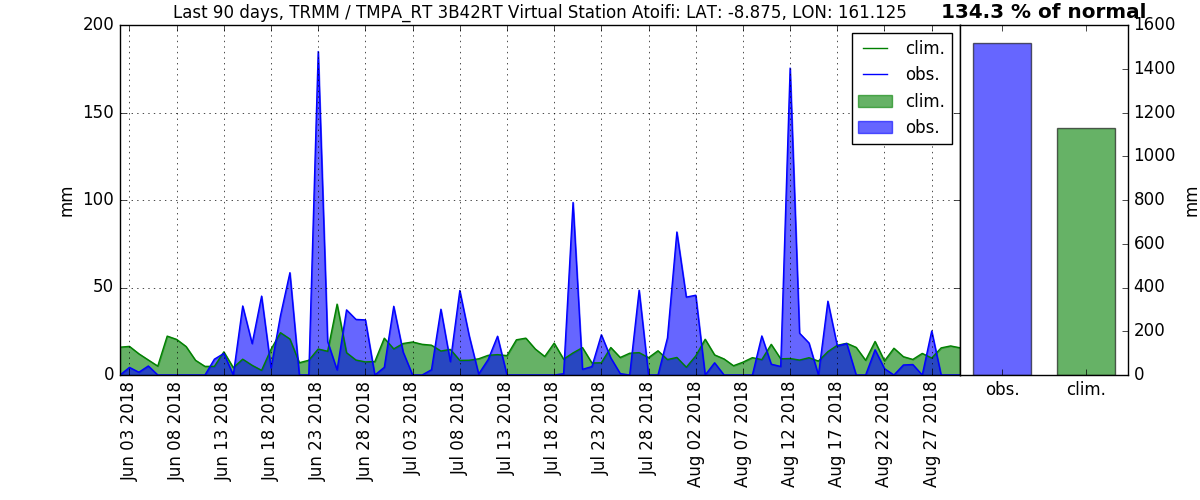 Last 90 days, TRMM / TMPA_RT 3B42RT Virtual Station Atoifi: LAT: -8.875, LON: 161.125
134.3 % of normal
200
150
100
50
0
mm
clim.
obs.
clim.
obs.
1600
1400
1200
1000
800
600
400
200
0
mm
Jun 03 2018
Jun 08 2018
Jun 13 2018
Jun 18 2018
Jun 23 2018
Jun 28 2018
Jul 03 2018
Jul 08 2018
Jul 13 2018
Jul 18 2018
Jul 23 2018
Jul 28 2018
Aug 02 2018
Aug 07 2018
Aug 12 2018
Aug 17 2018
Aug 22 2018
Aug 27 2018
obs.
clim.